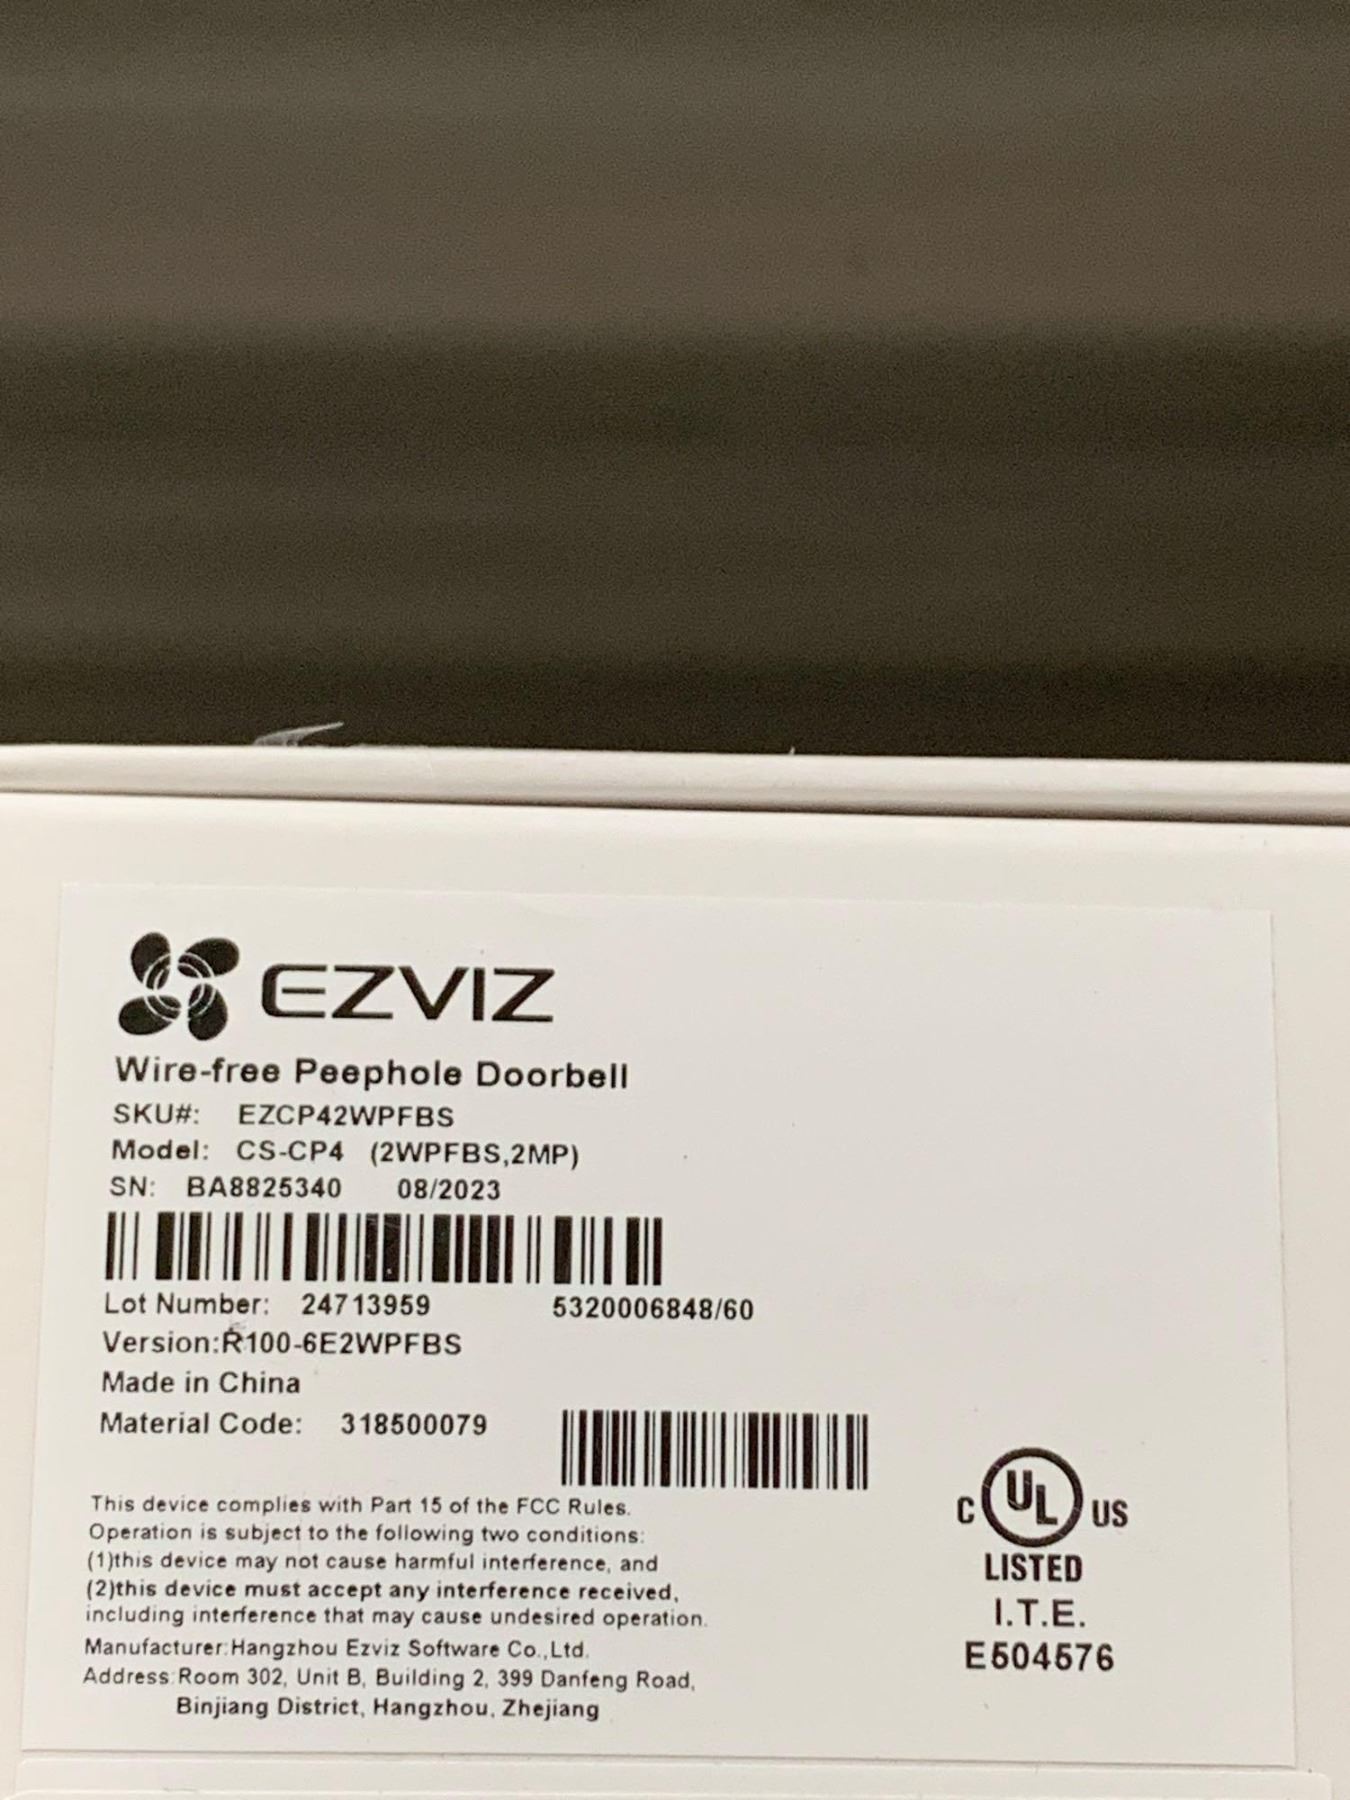 EZVIZ
Wire-free Peephole Doorbell
SKU#: EZCP42WPFBS
Model: CS-CP4 (2WPFBS,2MP)
SN: BA8825340 08/2023
Lot Number: 24713959 5320006848/60
Version:R100-6E2WPFBS
Made in China
Material Code: 318500079
This device complies with Part 15 of the FCC Rules.
Operation is subject to the following two conditions:
(1)this device may not cause harmful interference, and
(2)this device must accept any interference received,
including interference that may cause undesired operation.
Manufacturer:Hangzhou Ezviz Software Co.,Ltd.
Address:Room 302, Unit B, Building 2, 399 Danfeng Road,
Binjiang District, Hangzhou, Zhejiang
C UL US
LISTED
I.T.E.
E504576